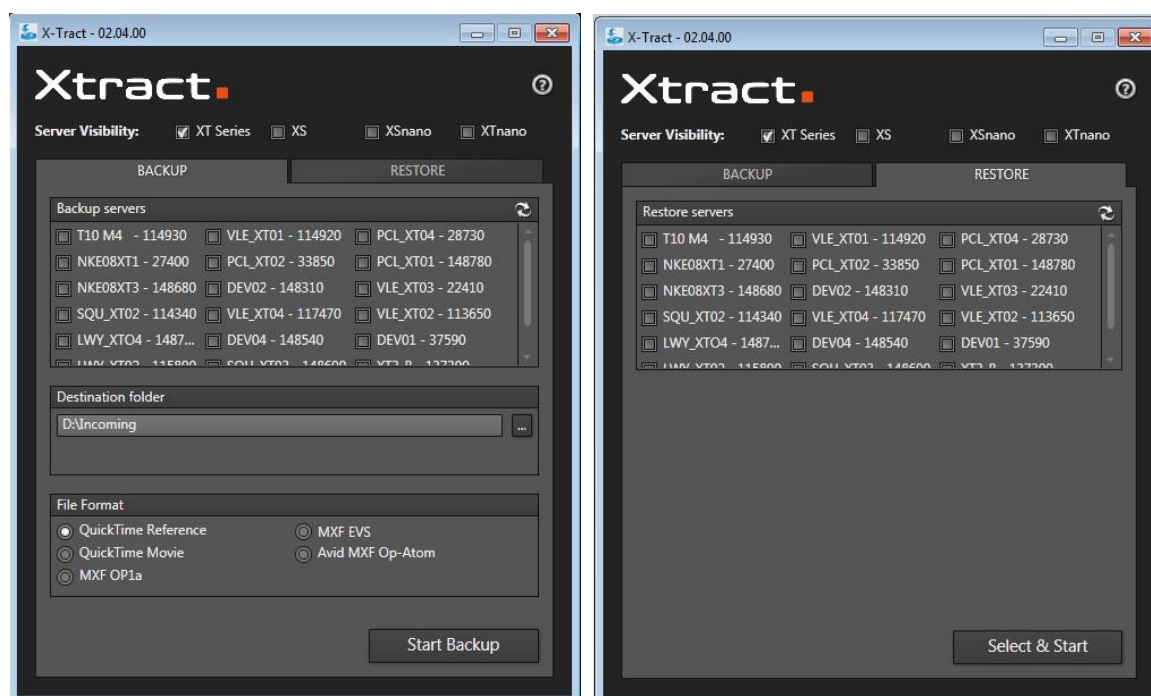 X-Tract - 02.04.00
Xtract.
Server Visibility: XT Series XS XSnano XTnano
BACKUP RESTORE
Backup servers
T10 M4 - 114930 VLE_XT01 - 114920 PCL_XT04 - 28730
NKE08XT1 - 27400 PCL_XT02 - 33850 PCL_XT01 - 148780
NKE08XT3 - 148680 DEV02 - 148310 VLE_XT03 - 22410
SQU_XT02 - 114340 VLE_XT04 - 117470 VLE_XT02 - 113650
LWY_XTO4 - 1487... DEV04 - 148540 DEV01 - 37590
Destination folder
D:\Incoming
...
File Format
QuickTime Reference MXF EVS
QuickTime Movie Avid MXF Op-Atom
MXF OP1a
Start Backup
X-Tract - 02.04.00
Xtract.
Server Visibility: XT Series XS XSnano XTnano
BACKUP RESTORE
Restore servers
T10 M4 - 114930 VLE_XT01 - 114920 PCL_XT04 - 28730
NKE08XT1 - 27400 PCL_XT02 - 33850 PCL_XT01 - 148780
NKE08XT3 - 148680 DEV02 - 148310 VLE_XT03 - 22410
SQU_XT02 - 114340 VLE_XT04 - 117470 VLE_XT02 - 113650
LWY_XTO4 - 1487... DEV04 - 148540 DEV01 - 37590
Select & Start